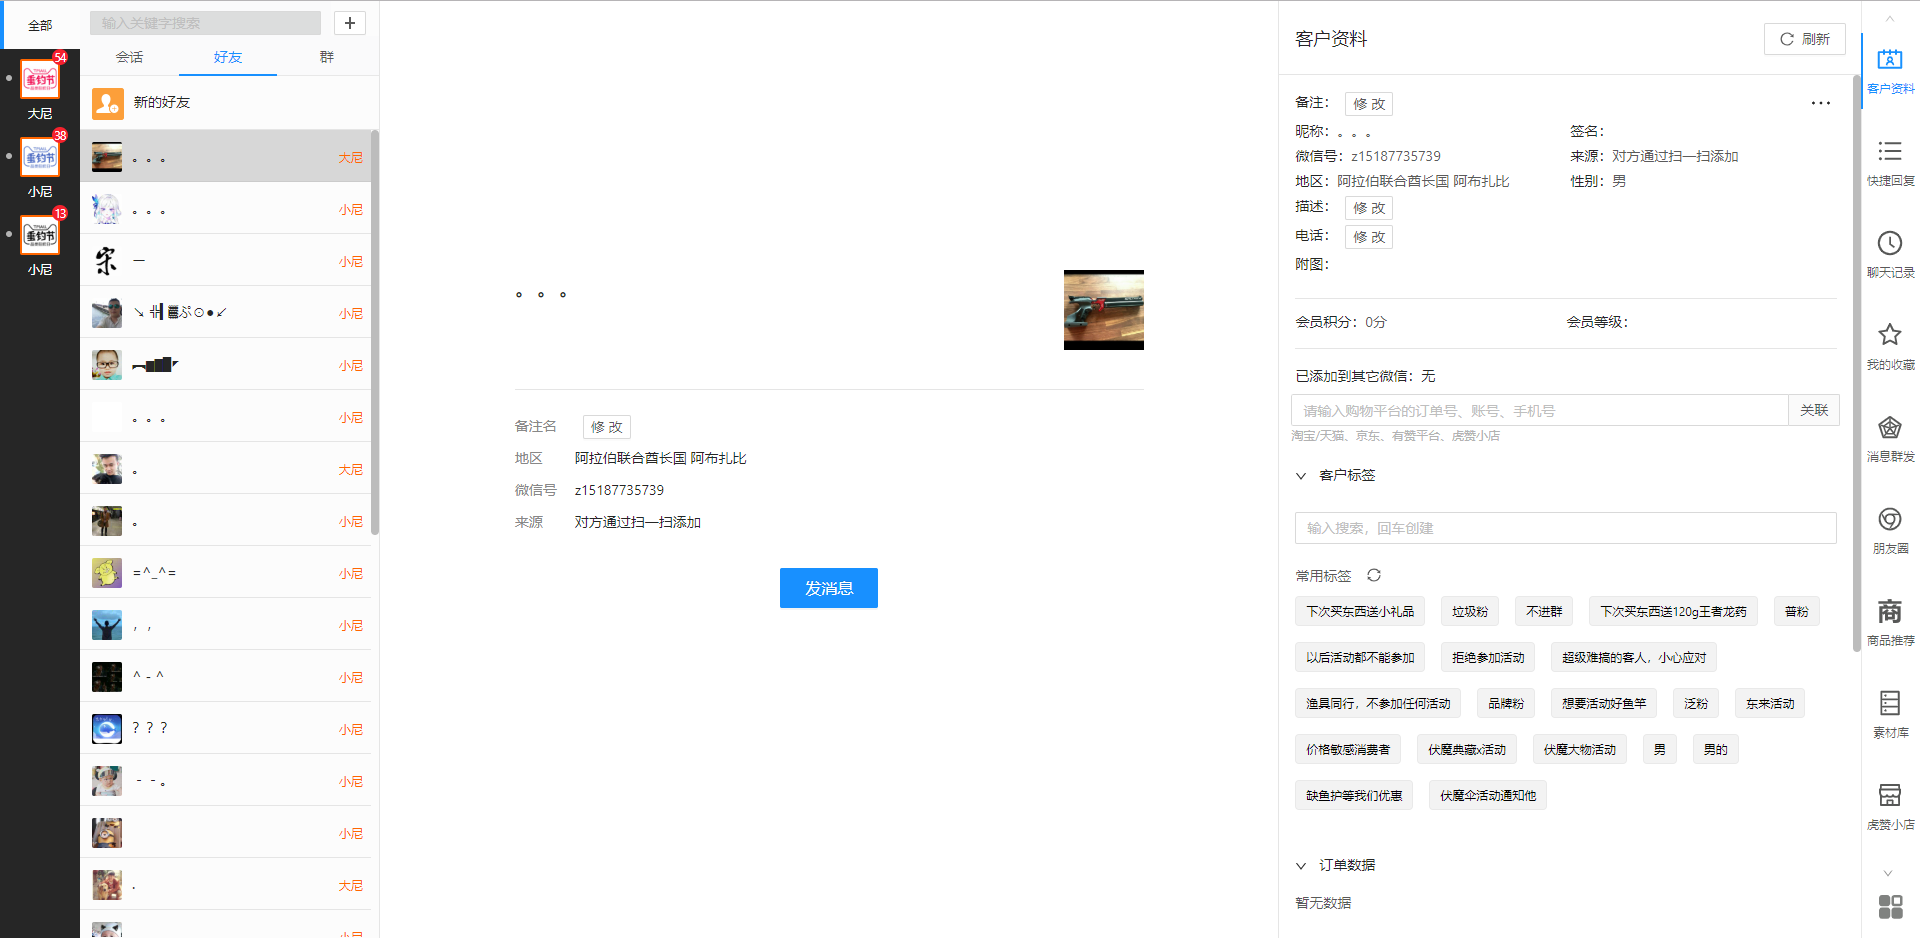 全部
54
大尼
38
小尼
13
小尼
输入关键字搜索
+
会话
好友
群
新的好友
。。。
大尼
。。。
小尼
一
小尼
小尼
小尼
。。。
小尼
。
大尼
。
小尼
=^_^=
小尼
，，
小尼
^ - ^
小尼
？？？
小尼
- - 。
小尼
小尼
.
大尼
小尼
。。。
备注名
修 改
地区
阿拉伯联合酋长国 阿布扎比
微信号
z15187735739
来源
对方通过扫一扫添加
发消息
客户资料
刷新
备注：
修 改
昵称：。。。
签名：
微信号：z15187735739
来源：对方通过扫一扫添加
地区：阿拉伯联合酋长国 阿布扎比
性别：男
描述：
修 改
电话：
修 改
附图：
会员积分：0分
会员等级：
已添加到其它微信：无
请输入购物平台的订单号、账号、手机号
关联
淘宝/天猫、京东、有赞平台、虎赞小店
客户标签
输入搜索，回车创建
常用标签
下次买东西送小礼品
垃圾粉
不进群
下次买东西送120g王者龙药
普粉
以后活动都不能参加
拒绝参加活动
超级难搞的客人，小心应对
渔具同行，不参加任何活动
品牌粉
想要活动好鱼竿
泛粉
东来活动
价格敏感消费者
伏魔典藏x活动
伏魔大物活动
男
男的
缺鱼护等我们优惠
伏魔伞活动通知他
订单数据
暂无数据
客户资料
快捷回复
聊天记录
我的收藏
消息群发
朋友圈
商
商品推荐
素材库
虎赞小店